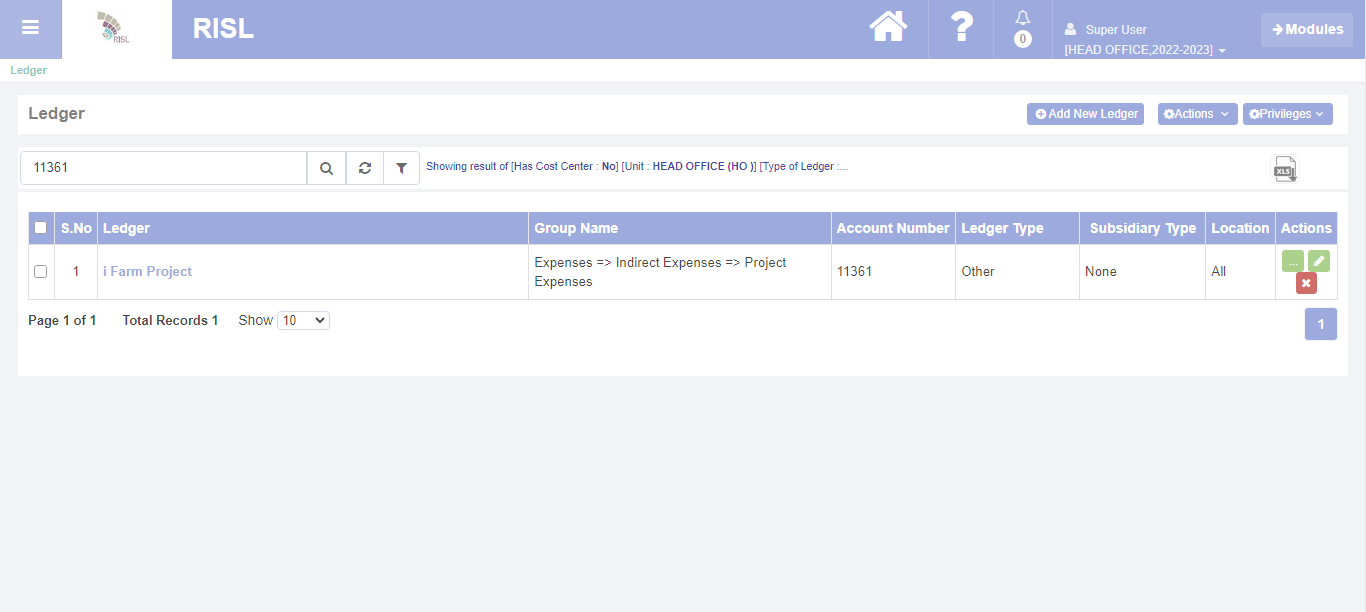 RISL
RISL
0
Super User
[HEAD OFFICE,2022-2023]
Modules
Ledger
Ledger
Add New Ledger
Actions
Privileges
11361
Showing result of [Has Cost Center : No] [Unit : HEAD OFFICE (HO )] [Type of Ledger :...
XLS
S.No Ledger Group Name Account Number Ledger Type Subsidiary Type Location Actions
1 i Farm Project Expenses => Indirect Expenses => Project 11361 Other None All ...
Expenses
Page 1 of 1 Total Records 1 Show 10 1